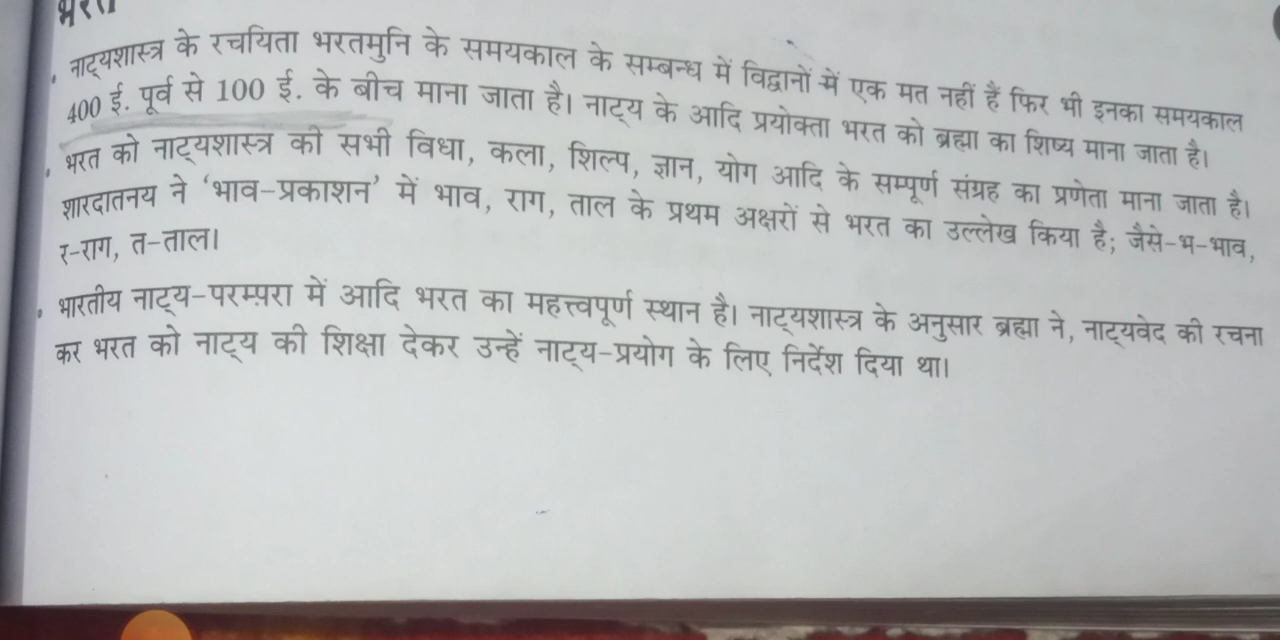 भरत
• नाट्यशास्त्र के रचयिता भरतमुनि के समयकाल के सम्बन्ध में विद्वानों में एक मत नहीं है फिर भी इनका समयकाल
400 ई. पूर्व से 100 ई. के बीच माना जाता है। नाट्य के आदि प्रयोक्ता भरत को ब्रह्मा का शिष्य माना जाता है।
• भरत को नाट्यशास्त्र की सभी विधा, कला, शिल्प, ज्ञान, योग आदि के सम्पूर्ण संग्रह का प्रणेता माना जाता है।
शारदातनय ने 'भाव-प्रकाशन' में भाव, राग, ताल के प्रथम अक्षरों से भरत का उल्लेख किया है; जैसे-भ-भाव,
र-राग, त-ताल।
• भारतीय नाट्य-परम्परा में आदि भरत का महत्त्वपूर्ण स्थान है। नाट्यशास्त्र के अनुसार ब्रह्मा ने, नाट्यवेद की रचना
कर भरत को नाट्य की शिक्षा देकर उन्हें नाट्य-प्रयोग के लिए निर्देश दिया था।